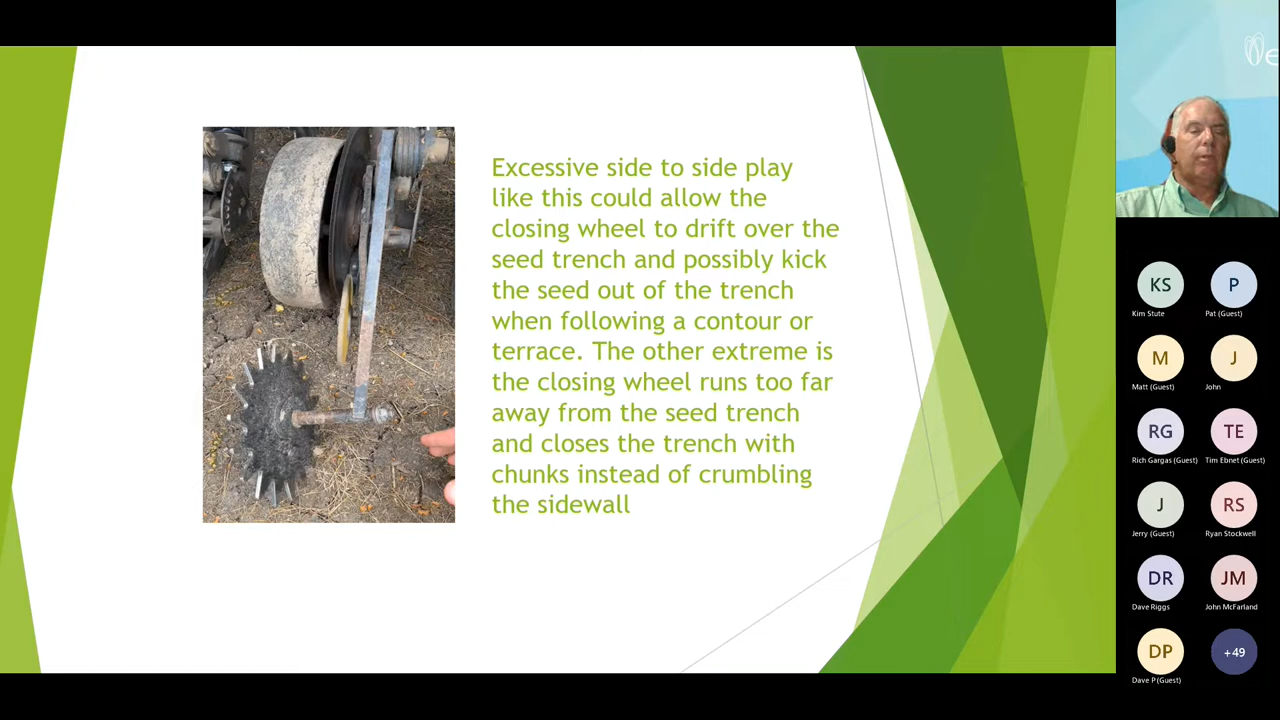 Excessive side to side play
like this could allow the
closing wheel to drift over the
seed trench and possibly kick
the seed out of the trench
when following a contour or
terrace. The other extreme is
the closing wheel runs too far
away from the seed trench
and closes the trench with
chunks instead of crumbling
the sidewall
KS
P
Kim Stute
Pat (Guest)
M
J
Matt (Guest)
John
RG
TE
Rich Gargas (Guest)
Tim Ebnet (Guest)
J
RS
Jerry (Guest)
Ryan Stockwell
DR
JM
Dave Riggs
John McFarland
DP
+49
Dave P (Guest)